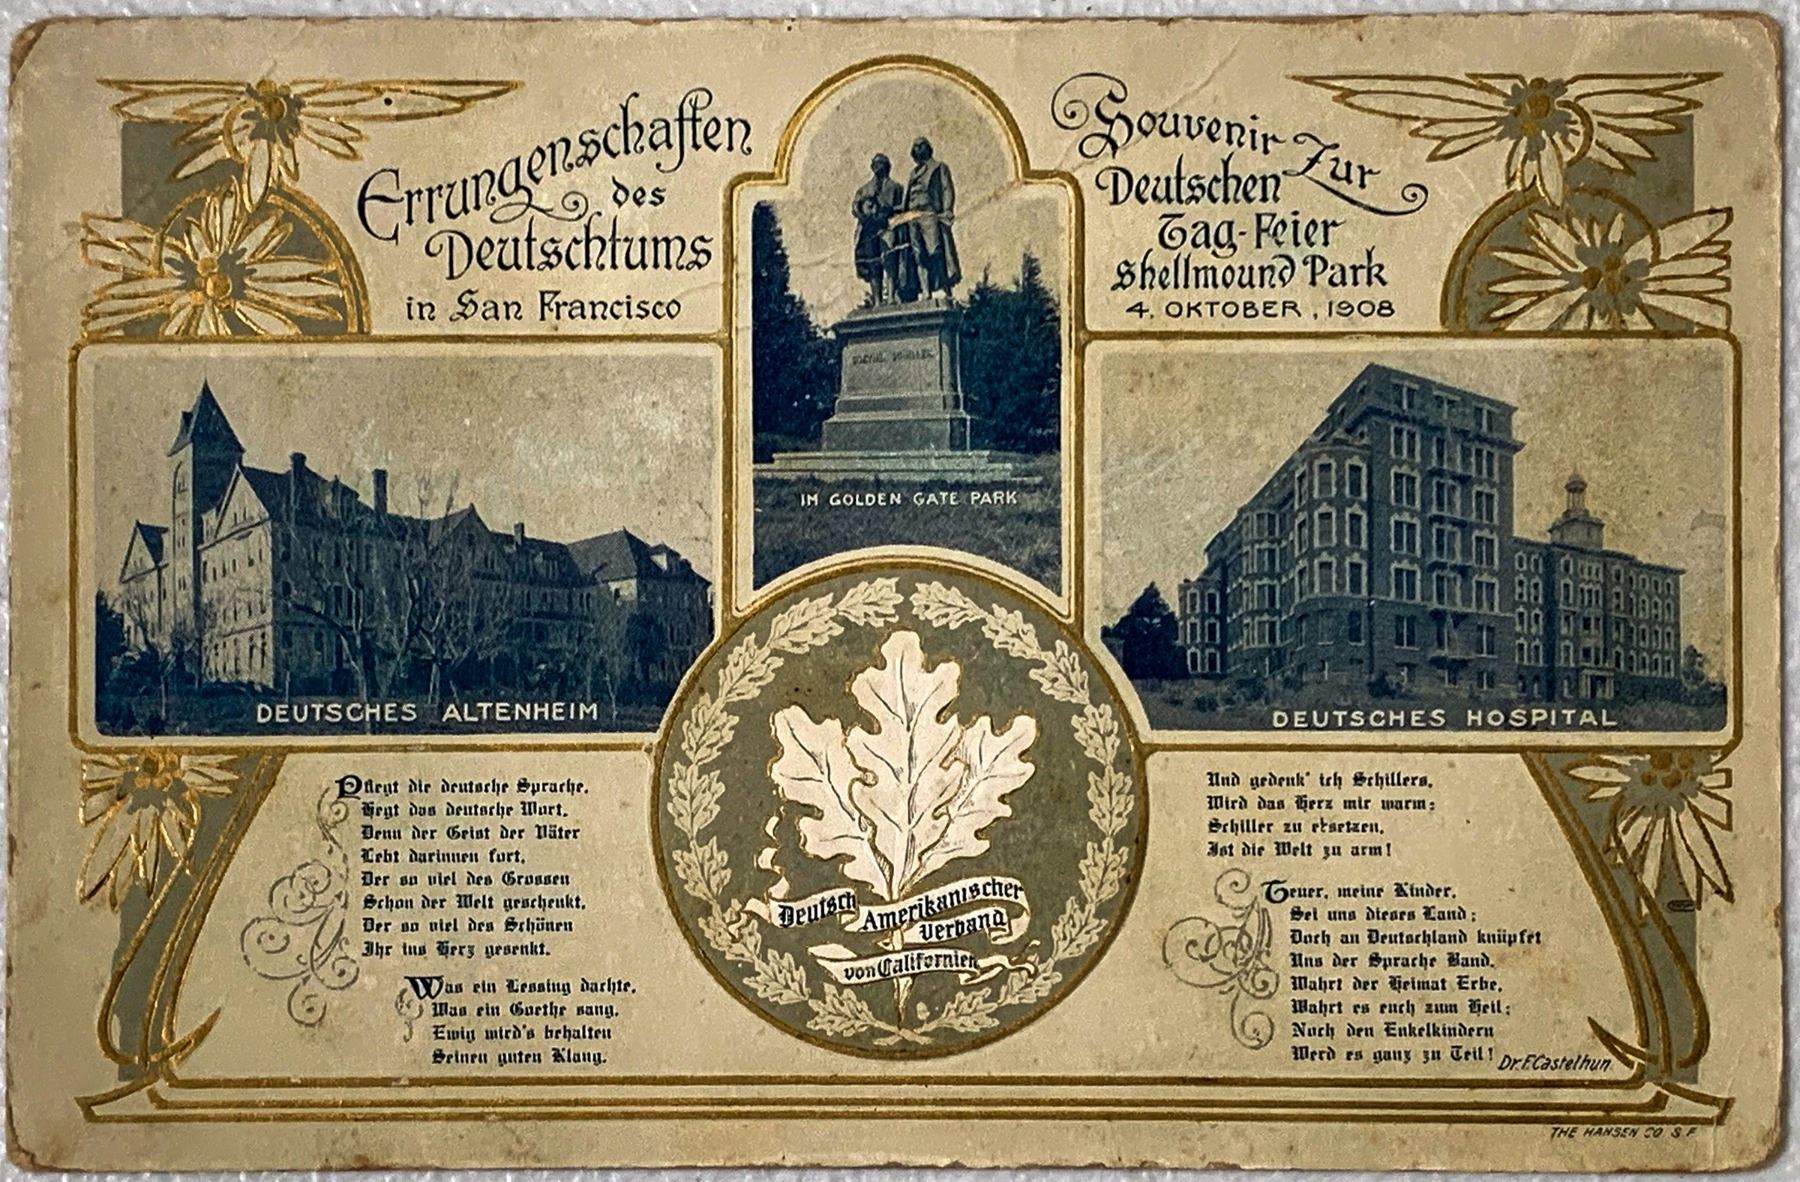 Errungenschaften
des
Deutschtums
in San Francisco
Souvenir Zur
Deutschen
Tag-Feier
Shellmound Park
4. OKTOBER, 1908
GOETHE SCHILLER
IM GOLDEN GATE PARK
DEUTSCHES ALTENHEIM
DEUTSCHES HOSPITAL
Pflegt die deutsche Sprache,
Hegt das deutsche Wort,
Denn der Geist der Väter
Lebt darinnen fort,
Der so viel des Grossen
Schon der Welt geschenkt,
Der so viel des Schönen
Ihr ins Herz gesenkt.
Was ein Lessing dachte,
Was ein Goethe sang,
Ewig wird's behalten
Seinen guten Klang.
Deutsch Amerikanischer
Verband
von Californien
Und gedenk' ich Schillers,
Wird das Herz mir warm:
Schiller zu ersetzen,
Ist die Welt zu arm!
Teuer, meine Kinder,
Sei uns dieses Land;
Doch an Deutschland knüpfet
Uns der Sprache Band.
Wahrt der Heimat Erbe,
Wahrt es euch zum Heil;
Noch den Enkelkindern
Werd es ganz zu Teil!
Dr. F. Castelhun
THE HANSEN CO. S.F.